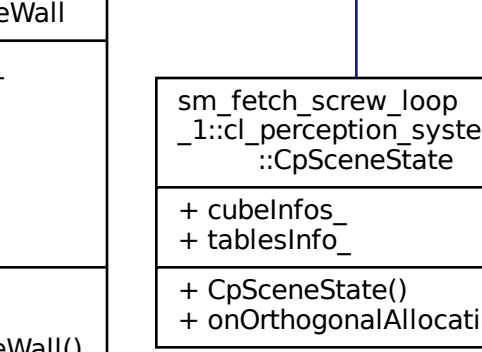 eWall
_
sm_fetch_screw_loop
_1::cl_perception_syste
::CpSceneState
+ cubeInfos_
+ tablesInfo_
+ CpSceneState()
+ onOrthogonalAllocati
eWall()